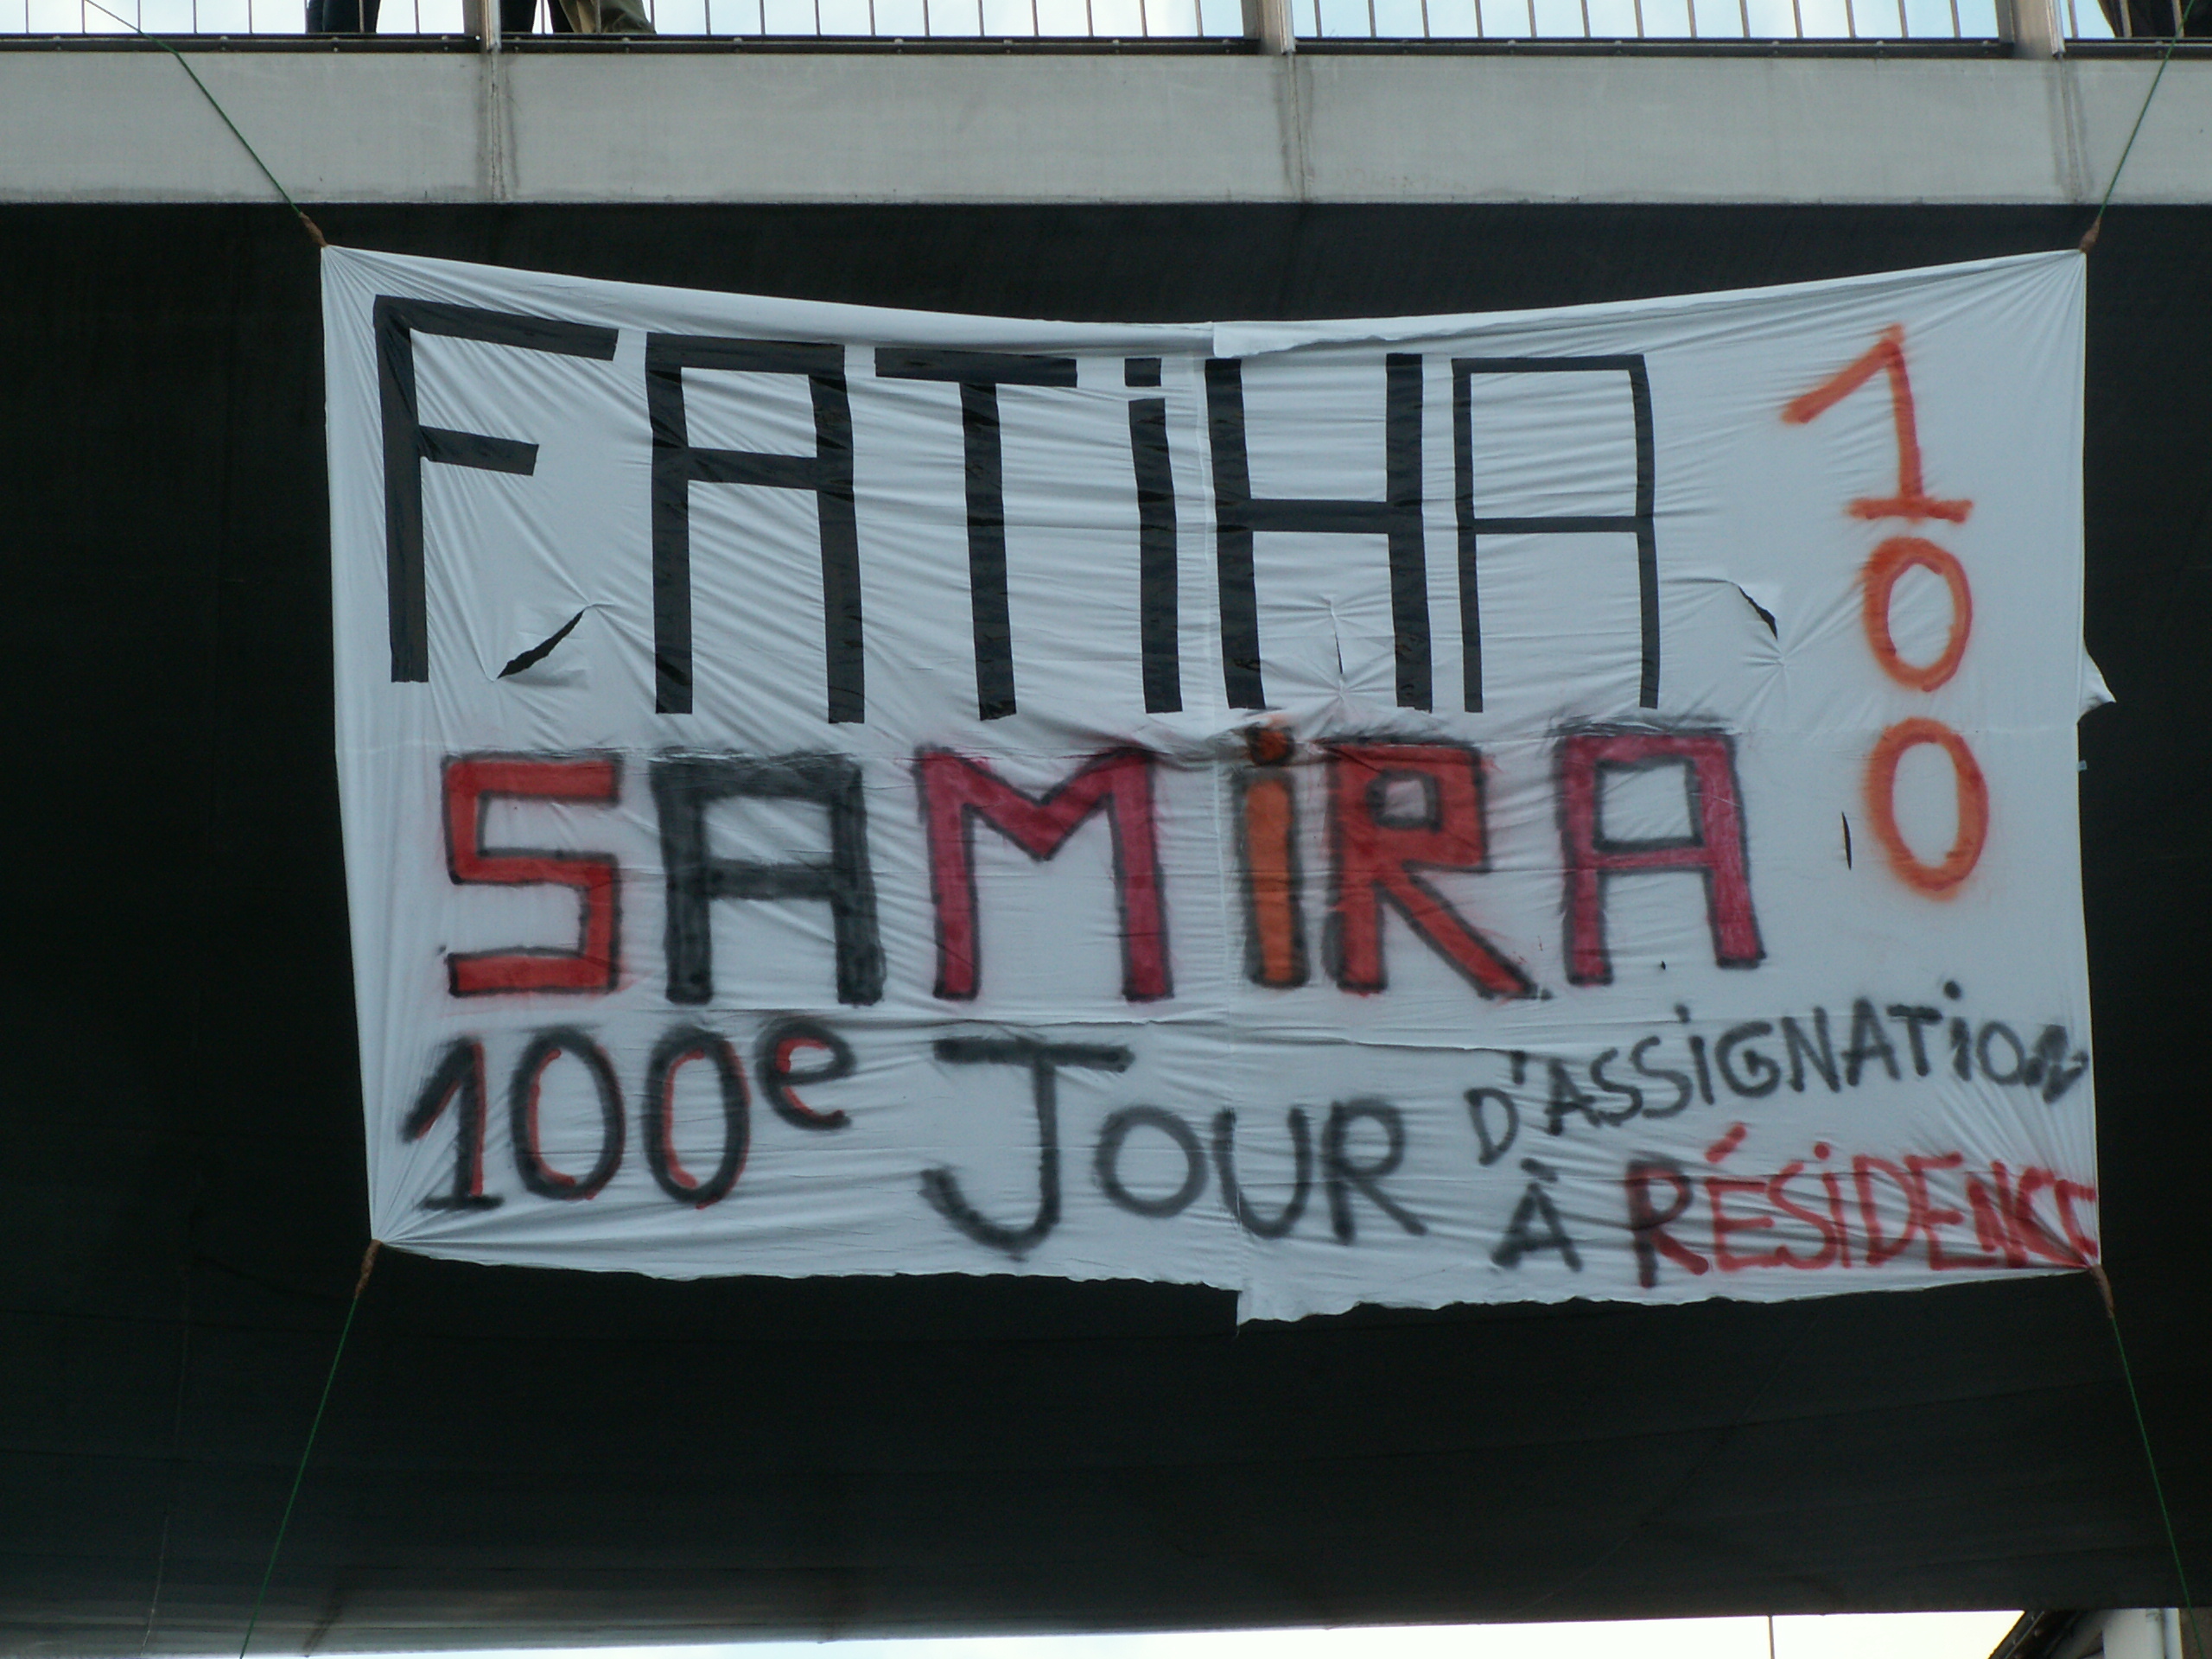 FATiHA
SAMiRA
100
100e JOUR D'ASSiGNATiON
À RÉSiDENCE